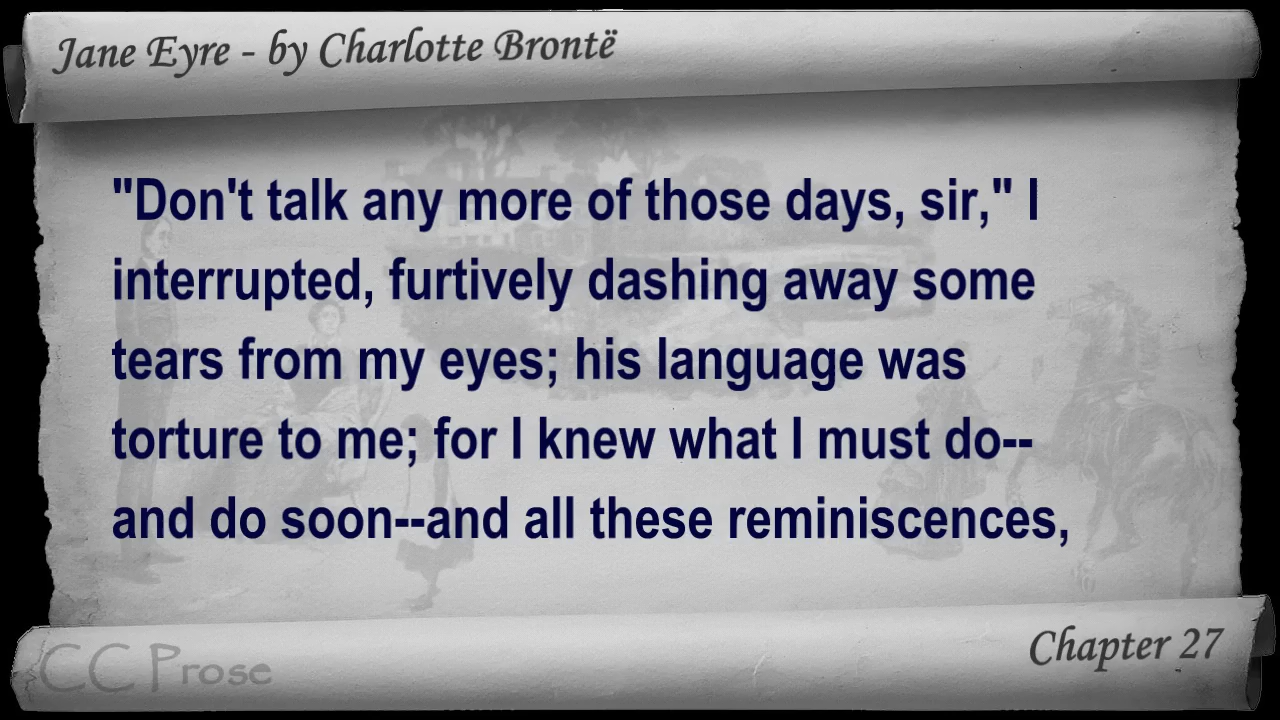 Jane Eyre - by Charlotte Brontë
"Don't talk any more of those days, sir," I
interrupted, furtively dashing away some
tears from my eyes; his language was
torture to me; for I knew what I must do--
and do soon--and all these reminiscences,
Chapter 27
CC Prose